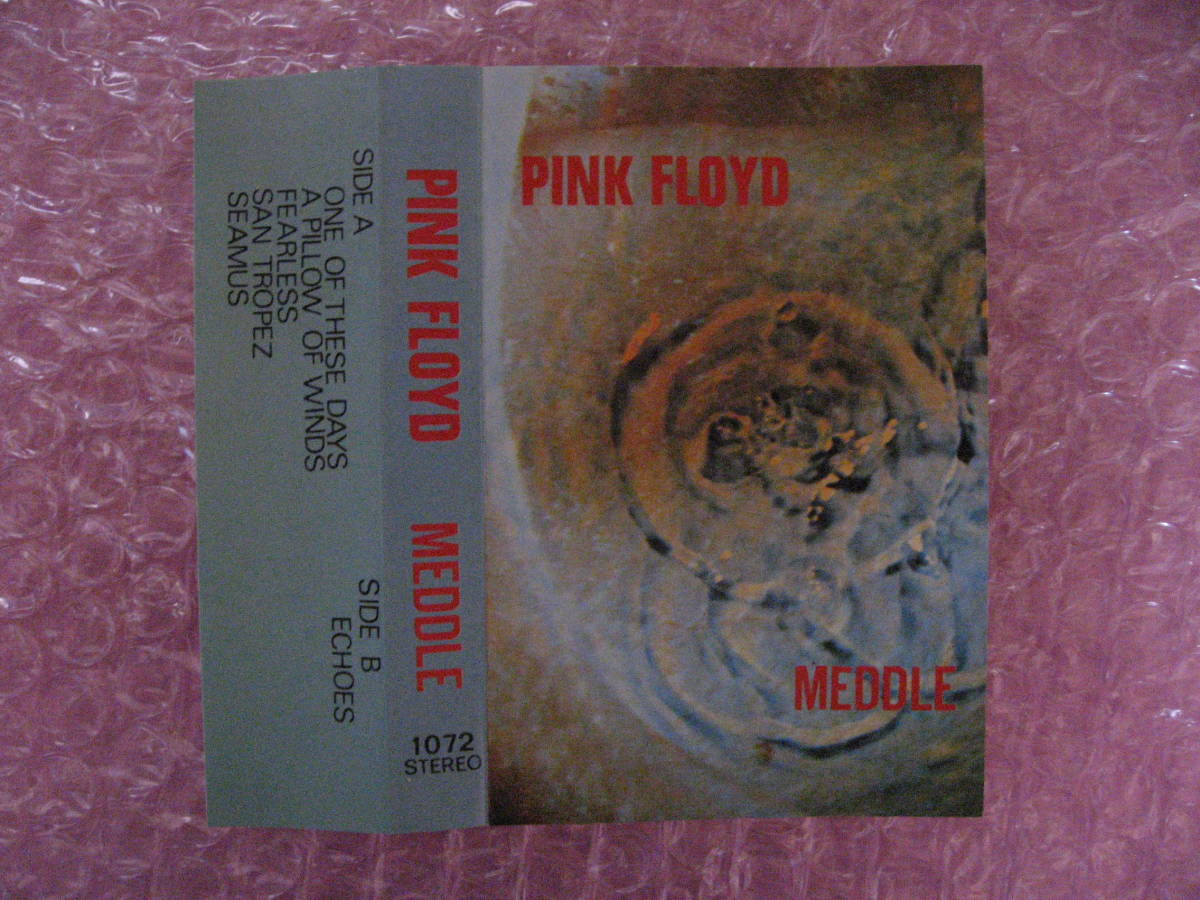 PINK FLOYD
MEDDLE
PINK FLOYD MEDDLE
1072
STEREO
SIDE A
ONE OF THESE DAYS
A PILLOW OF WINDS
FEARLESS
SAN TROPEZ
SEAMUS
SIDE B
ECHOES